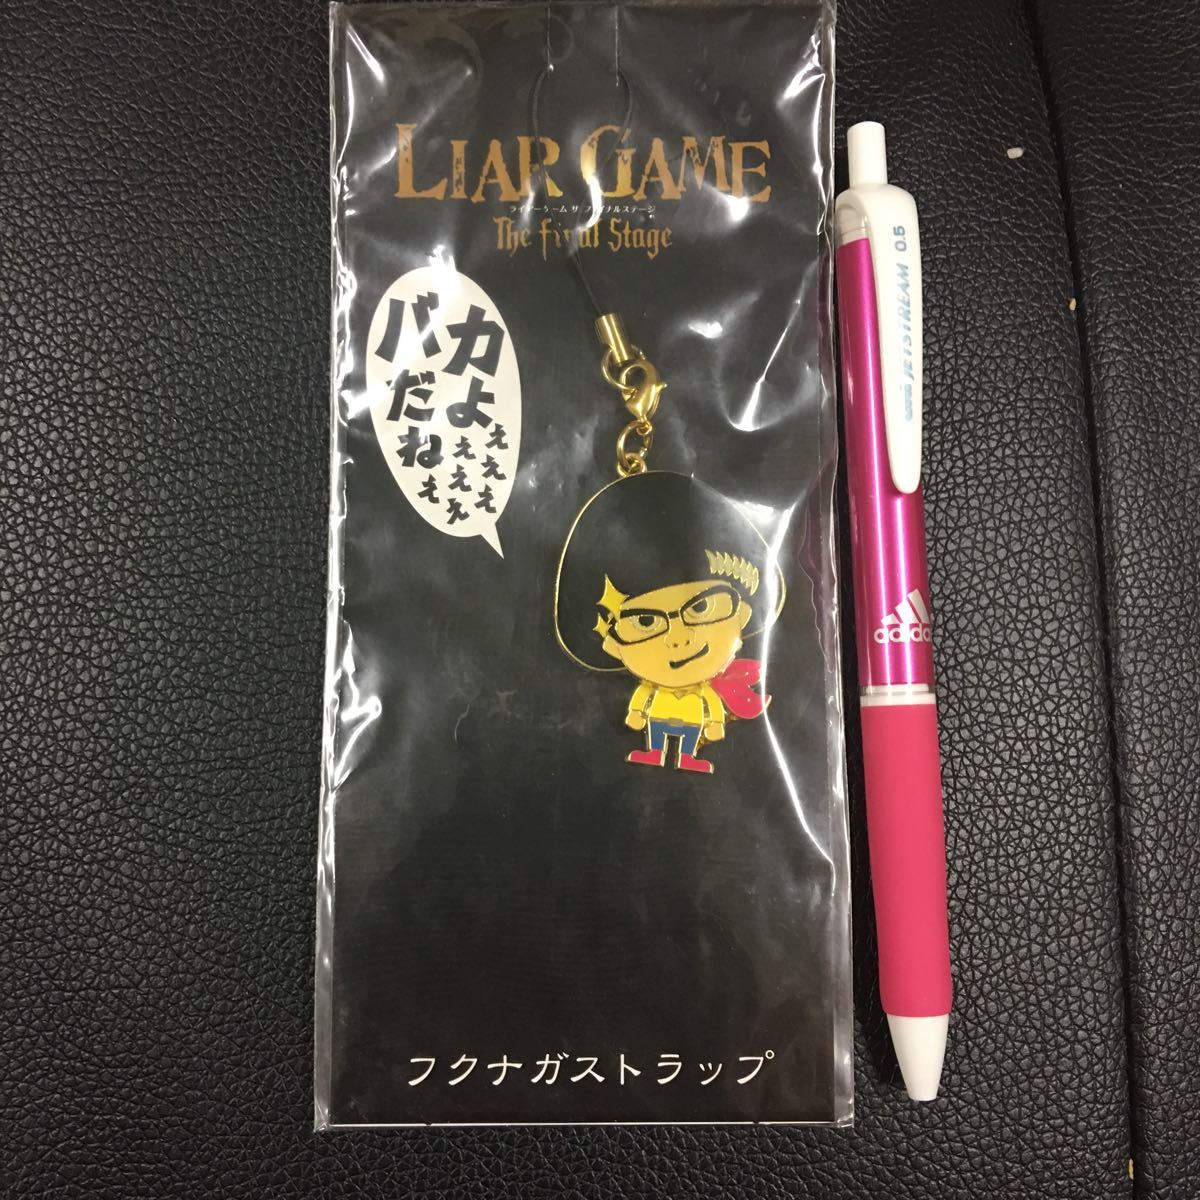 LIAR GAME
ライアーゲーム ザ ファイナルステージ
The Final Stage
バカ
だよぇぇぇ
ねぇぇぇぇ
フクナガストラップ
uni JETSTREAM 0.5
adidas